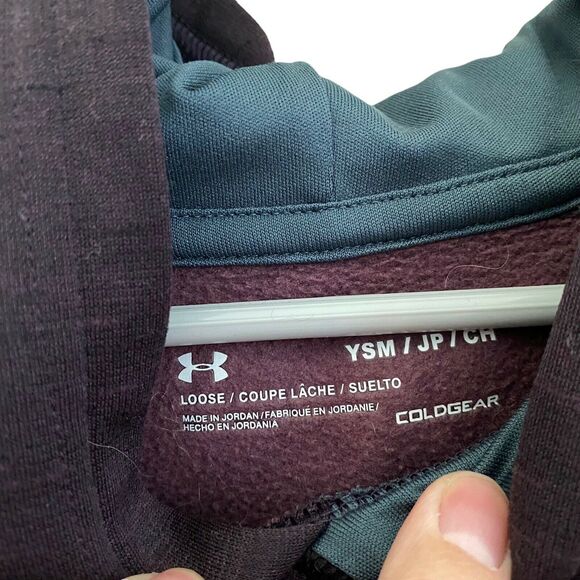 YSM / JP / CH
LOOSE / COUPE LÂCHE / SUELTO
MADE IN JORDAN / FABRIQUÉ EN JORDANIE /
HECHO EN JORDANIA
COLDGEAR